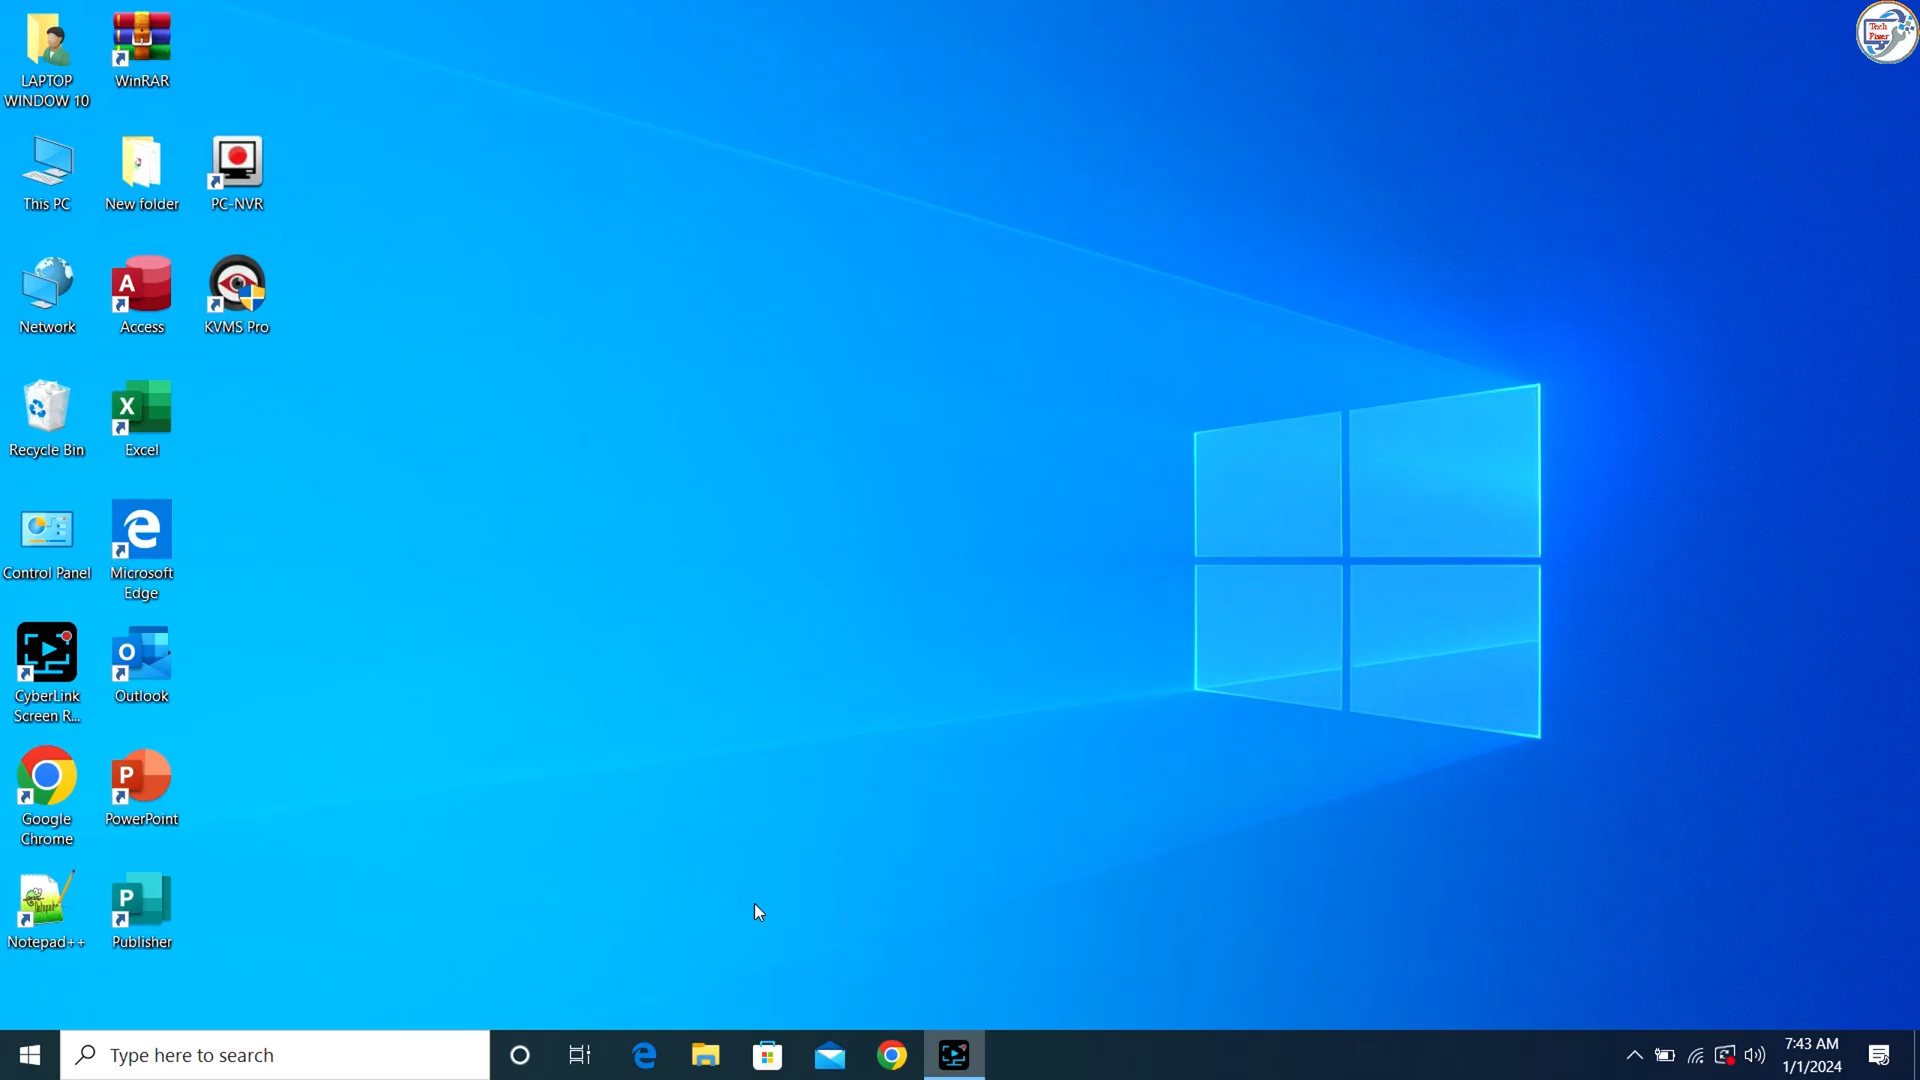 LAPTOP
WINDOW 10
WinRAR
Tech
Fixer
This PC
New folder
PC-NVR
Network
A
Access
KVMS Pro
Recycle Bin
X
Excel
Control Panel
Microsoft
Edge
CyberLink
Screen R...
O
Outlook
Google
Chrome
P
PowerPoint
Notepad++
P
Publisher
Type here to search
7:43 AM
1/1/2024